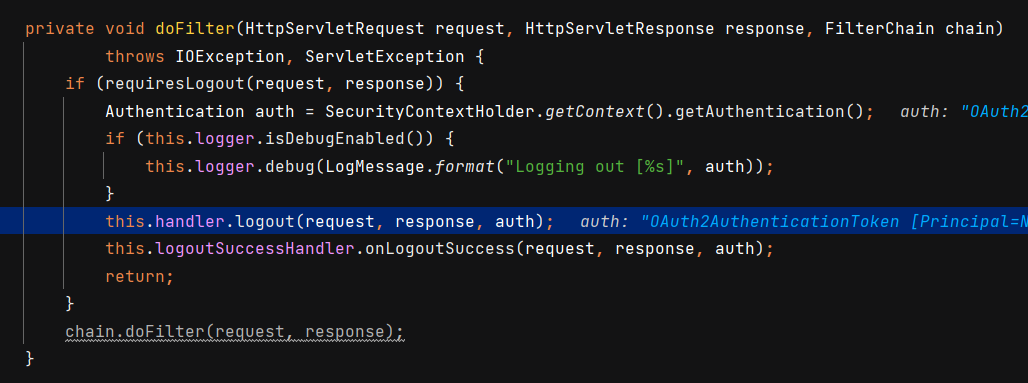 private void doFilter(HttpServletRequest request, HttpServletResponse response, FilterChain chain)
throws IOException, ServletException {
if (requiresLogout(request, response)) {
Authentication auth = SecurityContextHolder.getContext().getAuthentication(); auth: "OAuth2
if (this.logger.isDebugEnabled()) {
this.logger.debug(LogMessage.format("Logging out [%s]", auth));
}
this.handler.logout(request, response, auth); auth: "OAuth2AuthenticationToken [Principal=N
this.logoutSuccessHandler.onLogoutSuccess(request, response, auth);
return;
}
chain.doFilter(request, response);
}